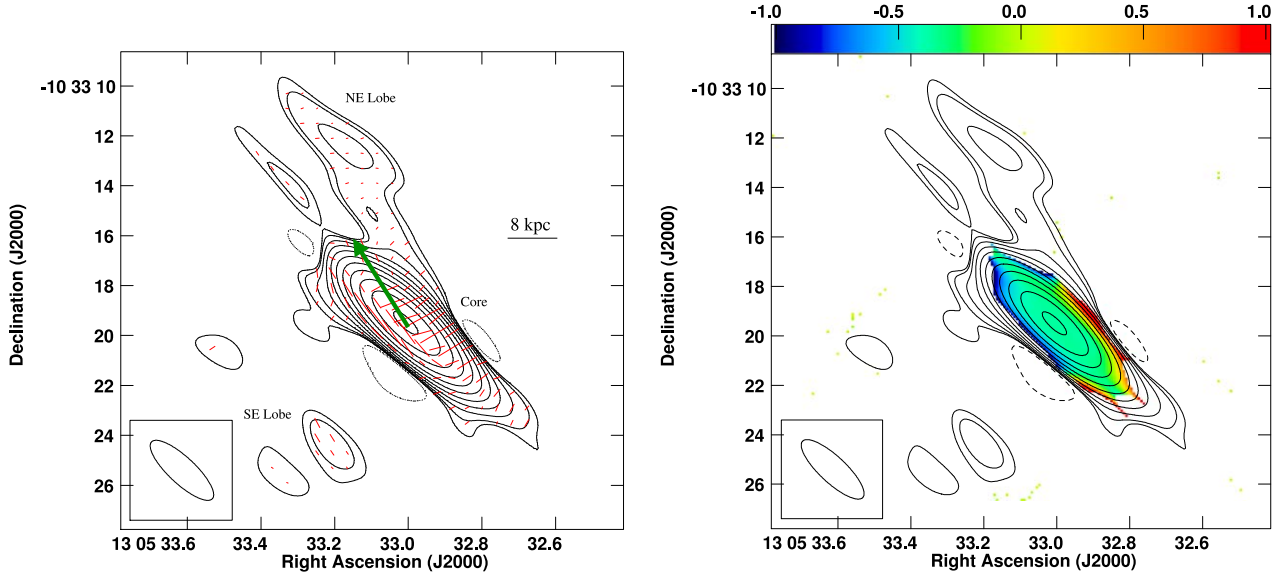 -1.0 -0.5 0.0 0.5 1.0
NE Lobe
8 kpc
Core
SE Lobe
-10 33 10
12
14
16
18
20
22
24
26
Declination (J2000)
13 05 33.6 33.4 33.2 33.0 32.8 32.6
Right Ascension (J2000)
-10 33 10
12
14
16
18
20
22
24
26
Declination (J2000)
13 05 33.6 33.4 33.2 33.0 32.8 32.6
Right Ascension (J2000)